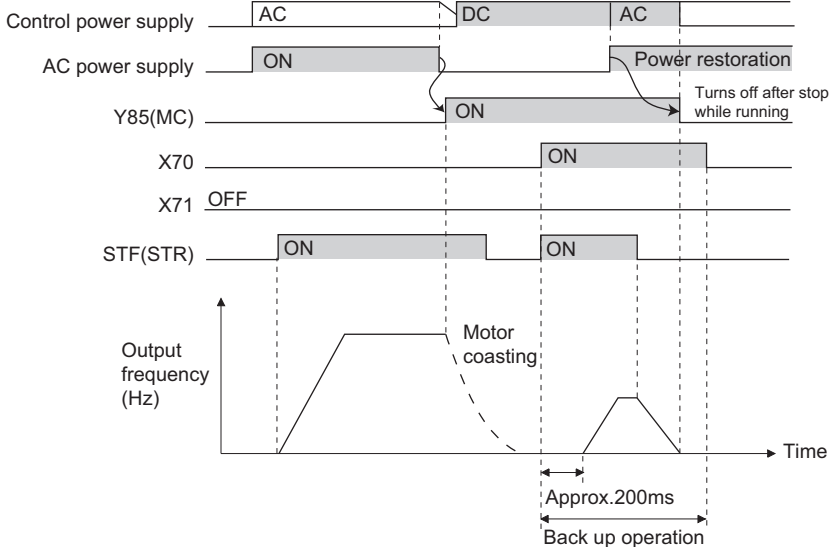 Control power supply AC DC AC
AC power supply ON Power restoration
Turns off after stop
while running
Y85(MC) ON
X70 ON
X71 OFF
STF(STR) ON ON
Output
frequency
(Hz)
Motor
coasting
Time
Approx.200ms
Back up operation